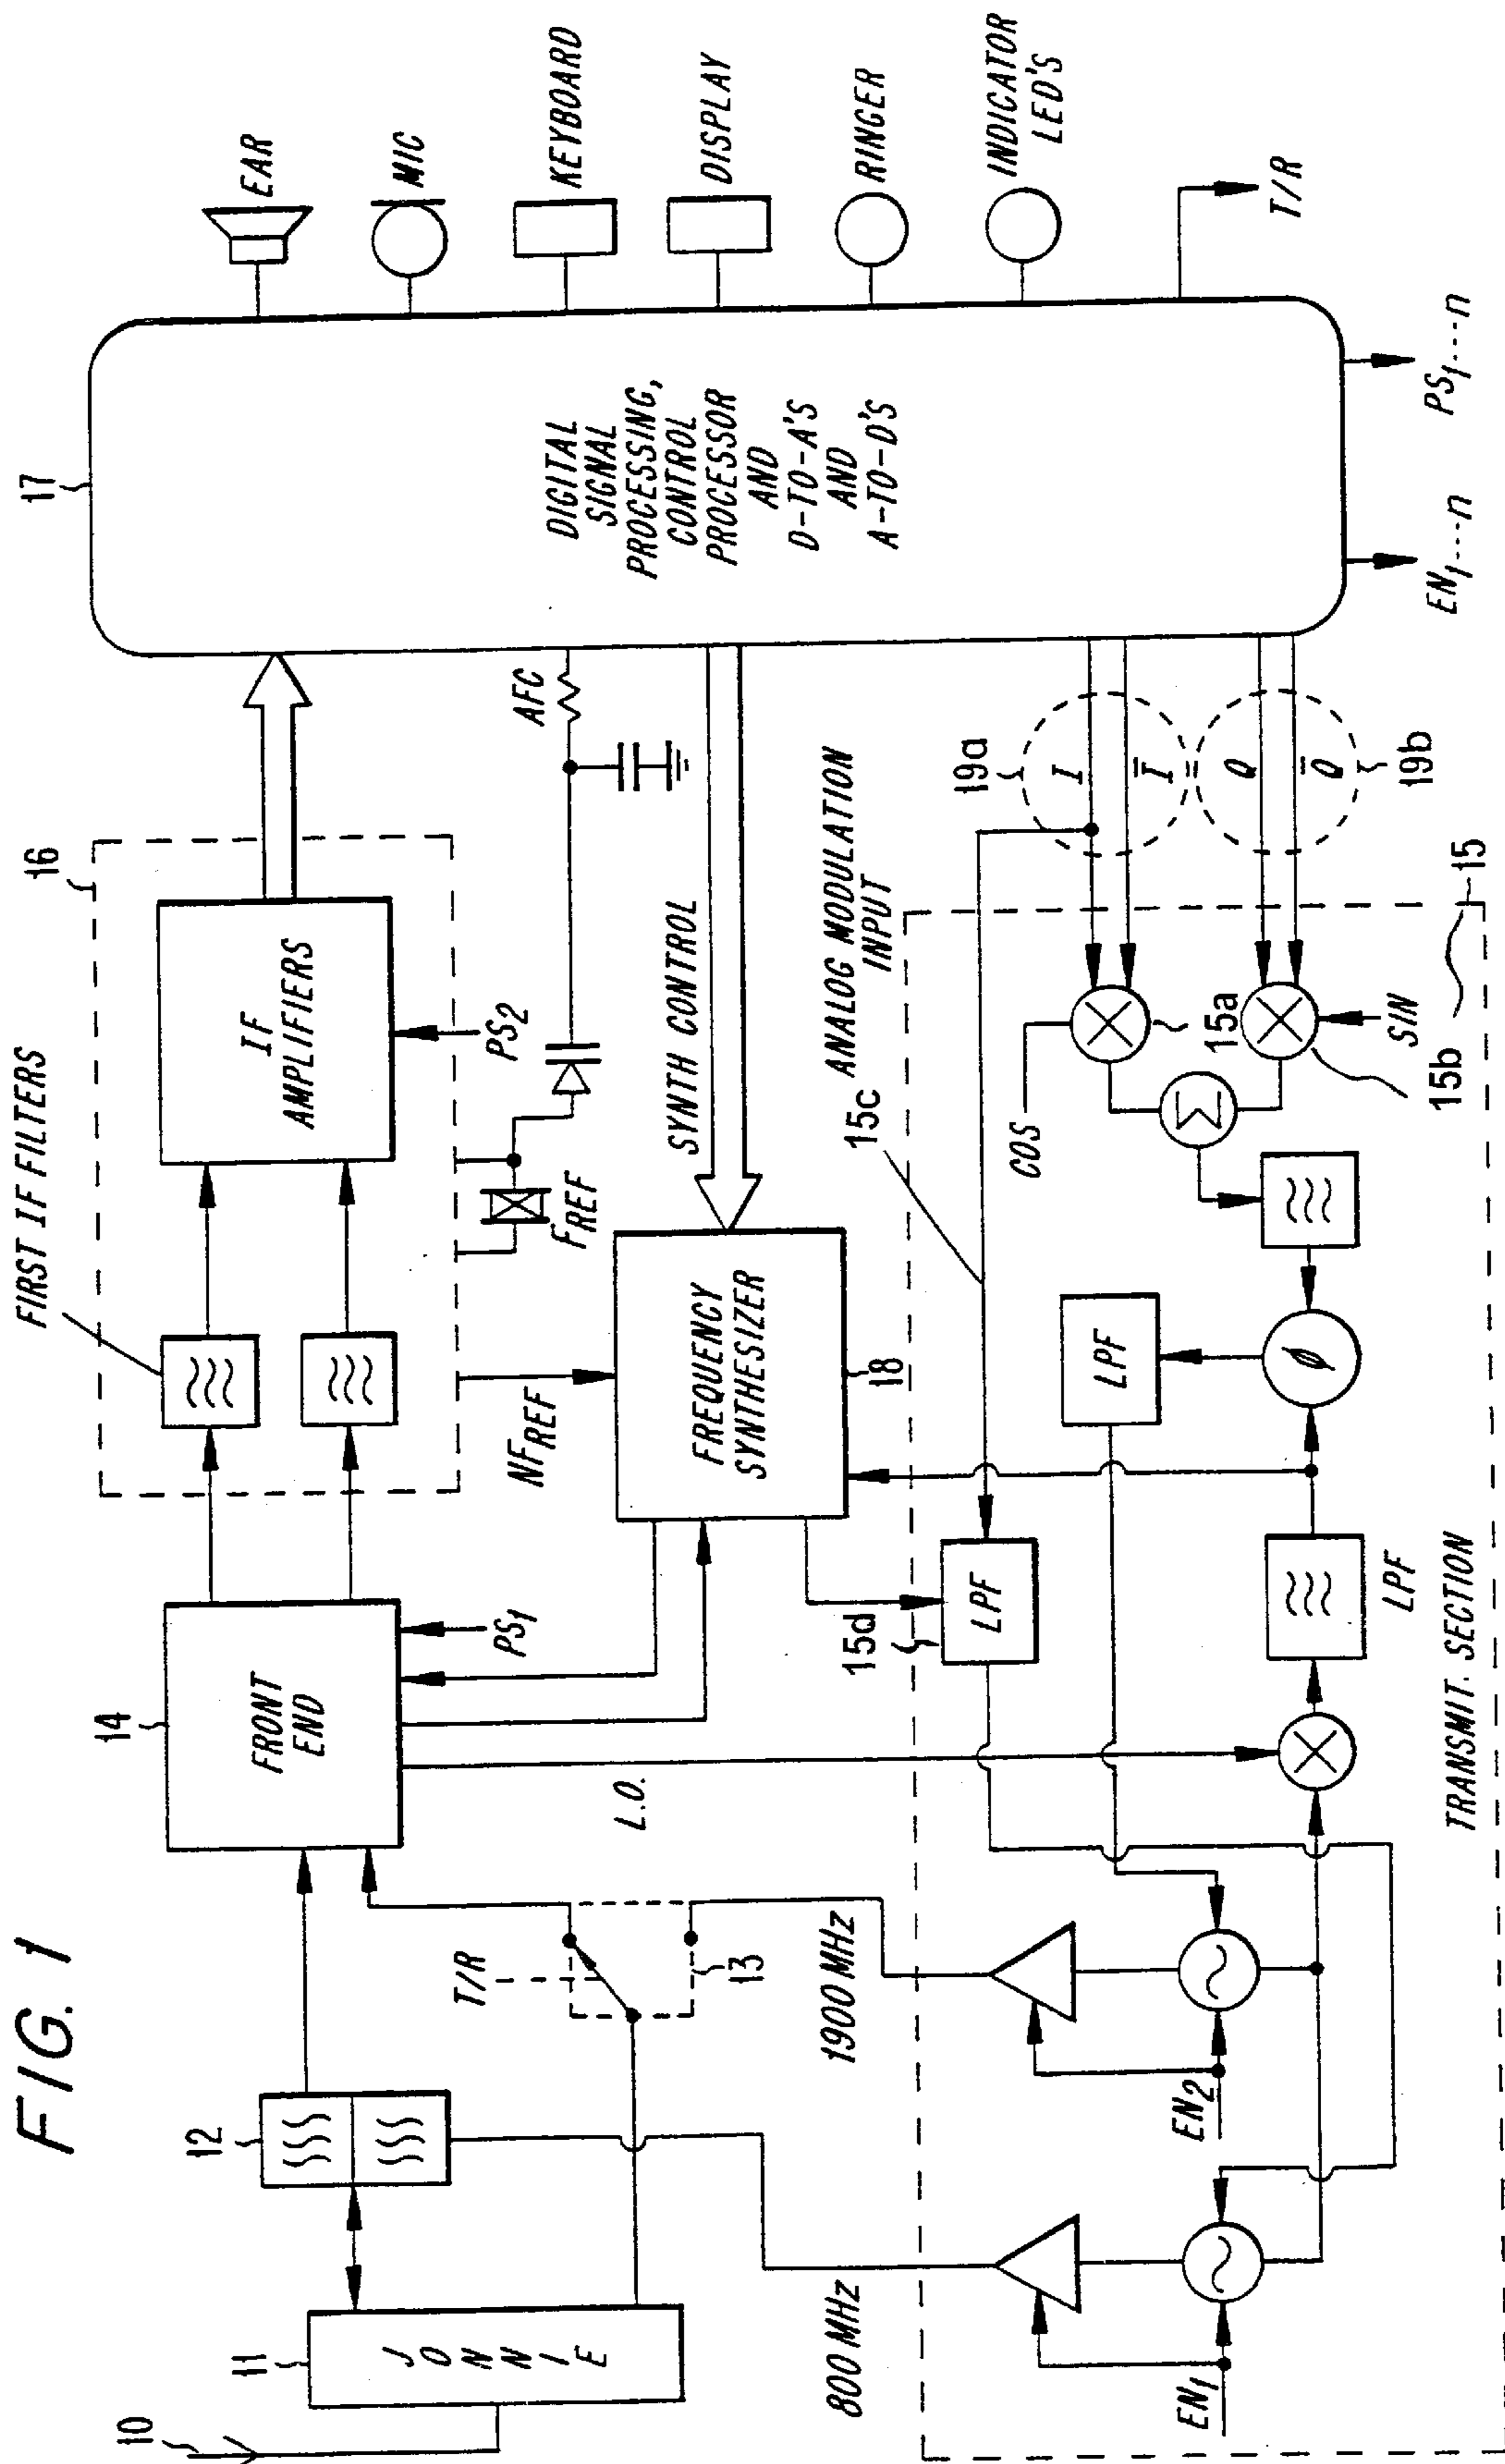 FIG. 1
10
11
JONNIE
12
T/R
13
14
FRONT
END
PS1
L.O.
FIRST IF FILTERS
16
IF
AMPLIFIERS
PS2
NFREF
FREF
AFC
FREQUENCY
SYNTHESIZER
18
SYNTH CONTROL
17
DIGITAL
SIGNAL
PROCESSING,
CONTROL
PROCESSOR
AND
D-TO-A'S
AND
A-TO-D'S
EAR
MIC
KEYBOARD
DISPLAY
RINGER
INDICATOR
LED'S
T/R
EN1---n
PS1---n
800 MHz
1900 MHz
EN1
EN2
15d
LPF
15c
ANALOG MODULATION
INPUT
LPF
LPF
COS
Σ
15a
15b
SIN
19a
I
I̅
Q
Q̅
19b
15
ϕ
TRANSMIT. SECTION